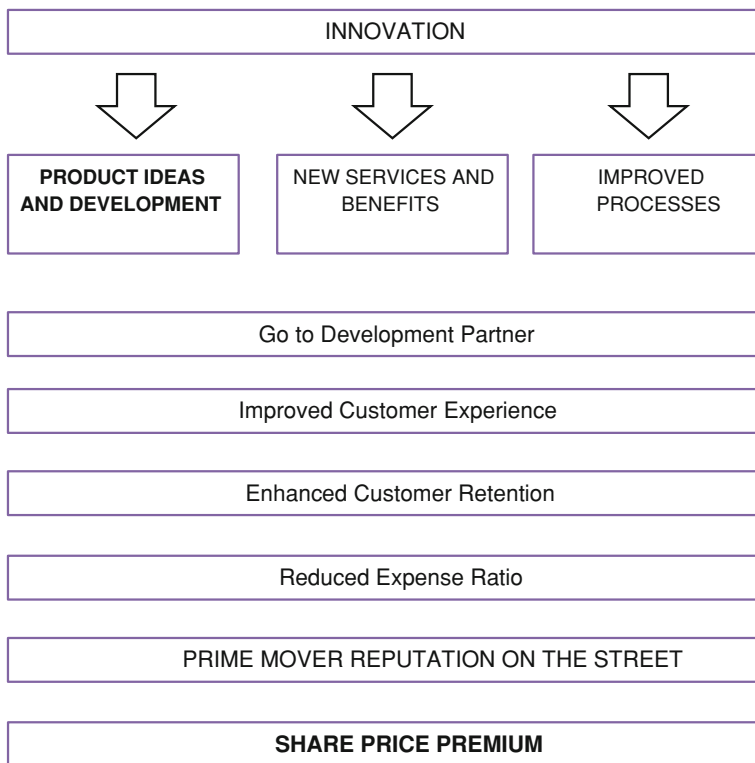 INNOVATION
PRODUCT IDEAS
AND DEVELOPMENT
NEW SERVICES AND
BENEFITS
IMPROVED
PROCESSES
Go to Development Partner
Improved Customer Experience
Enhanced Customer Retention
Reduced Expense Ratio
PRIME MOVER REPUTATION ON THE STREET
SHARE PRICE PREMIUM